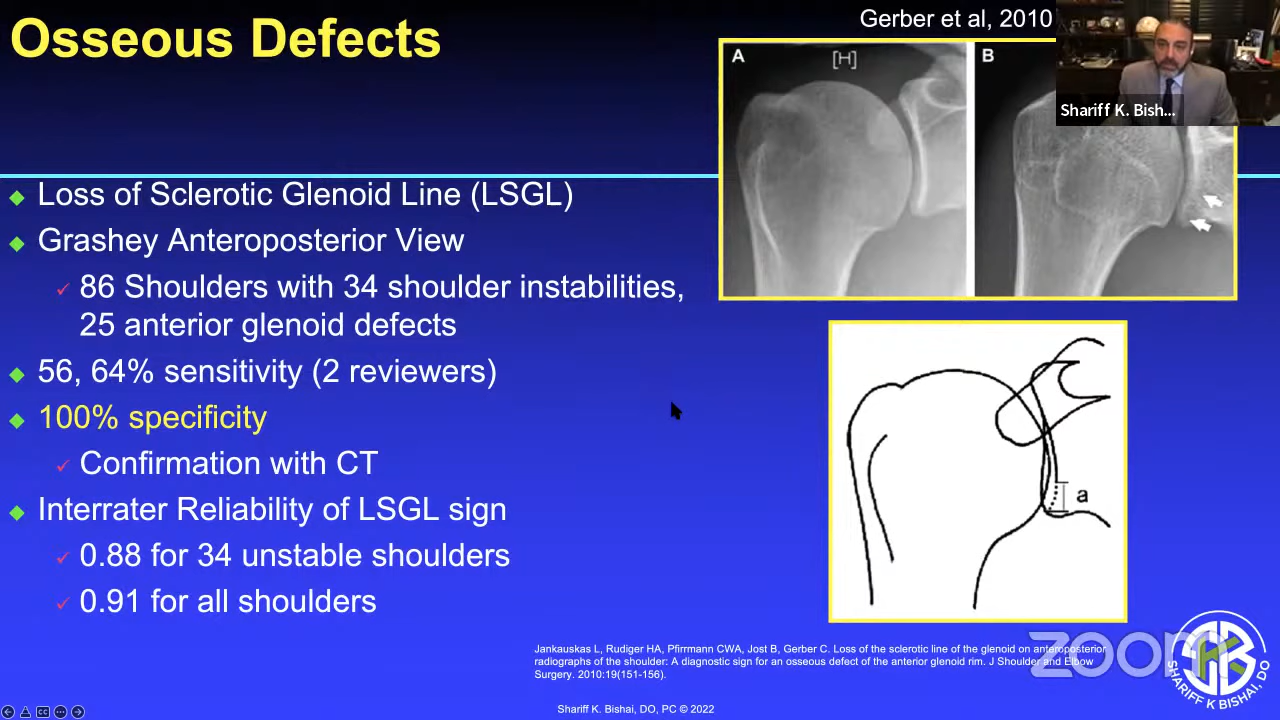 Osseous Defects
Gerber et al, 2010
A
[H]
B
Shariff K. Bish...
Loss of Sclerotic Glenoid Line (LSGL)
Grashey Anteroposterior View
86 Shoulders with 34 shoulder instabilities,
25 anterior glenoid defects
56, 64% sensitivity (2 reviewers)
100% specificity
Confirmation with CT
Interrater Reliability of LSGL sign
0.88 for 34 unstable shoulders
0.91 for all shoulders
a
Jankauskas L, Rudiger HA, Pfirrmann CWA, Jost B, Gerber C. Loss of the sclerotic line of the glenoid on anteroposterior
radiographs of the shoulder: A diagnostic sign for an osseous defect of the anterior glenoid rim. J Shoulder and Elbow
Surgery. 2010:19(151-156).
zoom
SHARIFF K BISHAI, DO
Shariff K. Bishai, DO, PC © 2022